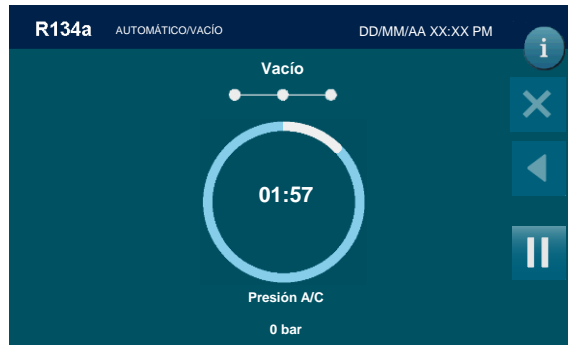 R134a AUTOMÁTICO/VACÍO DD/MM/AA XX:XX PM
i
Vacío
01:57
Presión A/C
0 bar